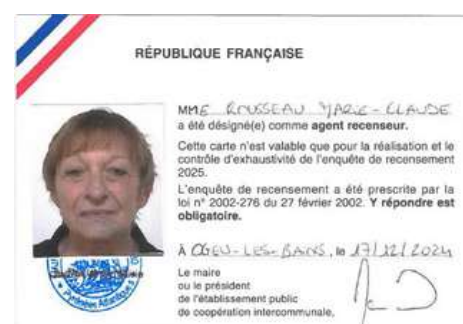 RÉPUBLIQUE FRANÇAISE
MME ROUSSEAU MARIE-CLAUDE
a été désigné(e) comme agent recenseur.
Cette carte n'est valable que pour la réalisation et le
contrôle d'exhaustivité de l'enquête de recensement
2025.
L'enquête de recensement a été prescrite par la
loi n° 2002-276 du 27 février 2002. Y répondre est
obligatoire.
À OGEU-LES-BAINS, le 17/12/2024
Le maire
ou le président
de l'établissement public
de coopération intercommunale,
Pyrénées Atlantiques